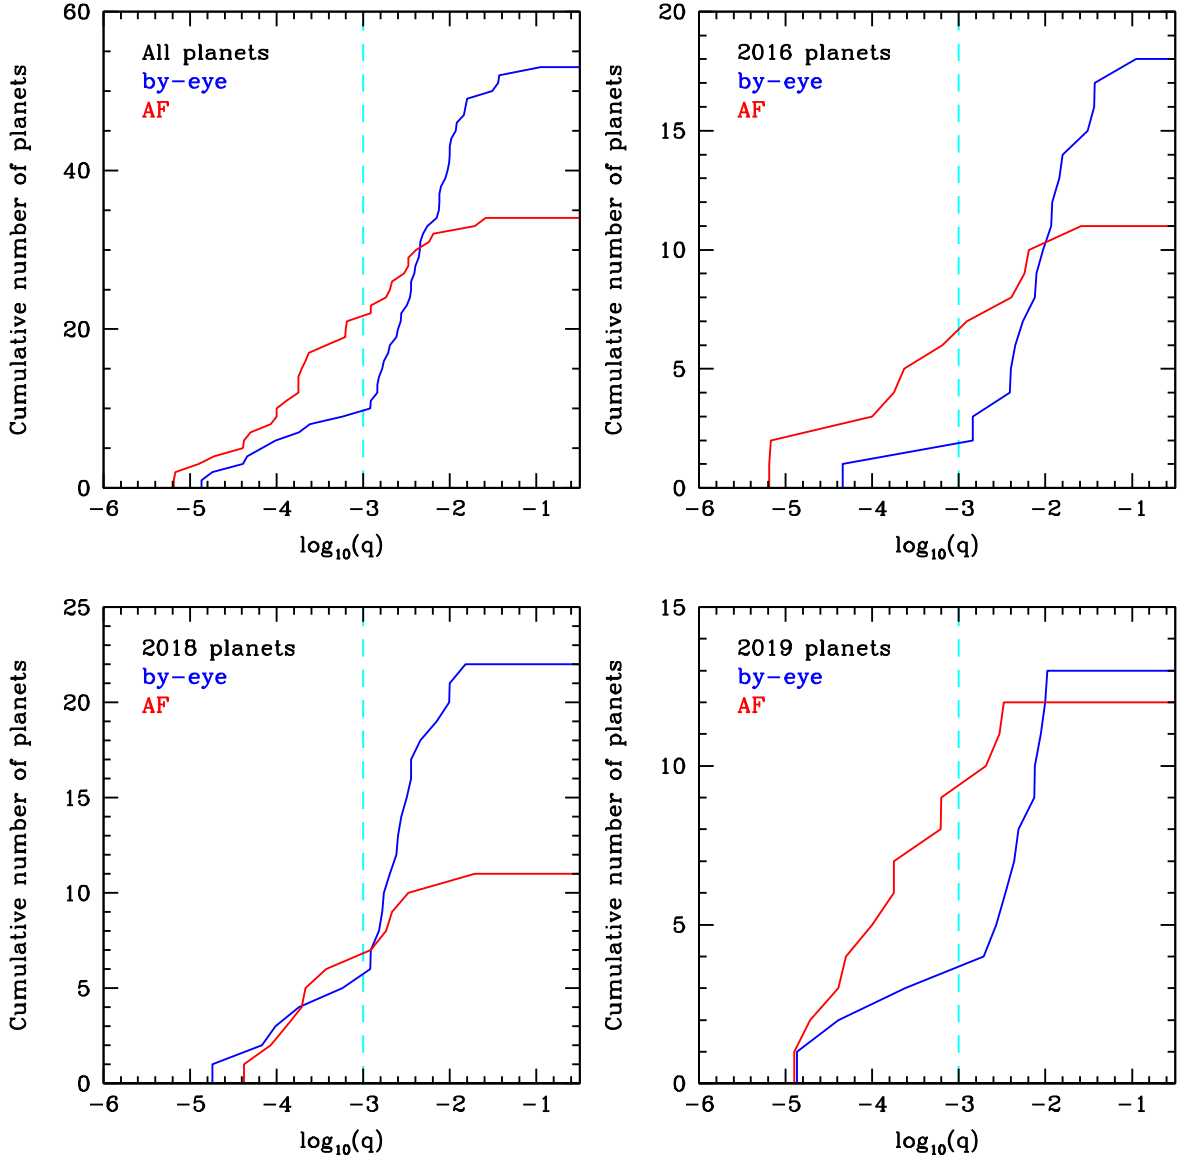 60
All planets
by-eye
AF
40
20
0
Cumulative number of planets
-6 -5 -4 -3 -2 -1
log10(q)
20
2016 planets
by-eye
AF
15
10
5
0
Cumulative number of planets
-6 -5 -4 -3 -2 -1
log10(q)
25
2018 planets
by-eye
AF
20
15
10
5
0
Cumulative number of planets
-6 -5 -4 -3 -2 -1
log10(q)
15
2019 planets
by-eye
AF
10
5
0
Cumulative number of planets
-6 -5 -4 -3 -2 -1
log10(q)